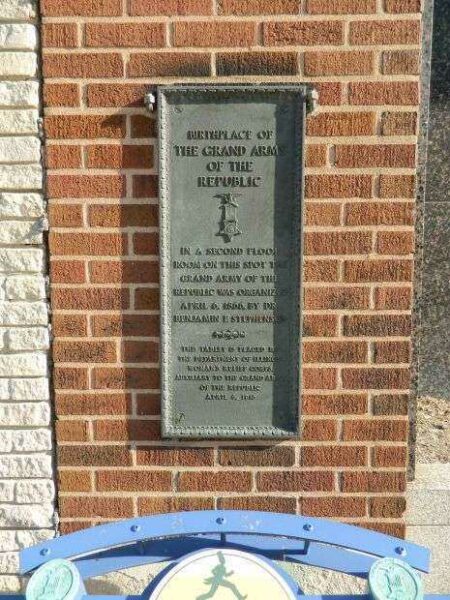 BIRTHPLACE OF
THE GRAND ARMY
OF THE
REPUBLIC
IN A SECOND FLOOR
ROOM ON THIS SPOT THE
GRAND ARMY OF THE
REPUBLIC WAS ORGANIZED
APRIL 6, 1866, BY DR.
BENJAMIN F. STEPHENSON
THIS TABLET IS PLACED BY
THE DEPARTMENT OF ILLINOIS
WOMAN'S RELIEF CORPS,
AUXILIARY TO THE GRAND ARMY
OF THE REPUBLIC
APRIL 6,